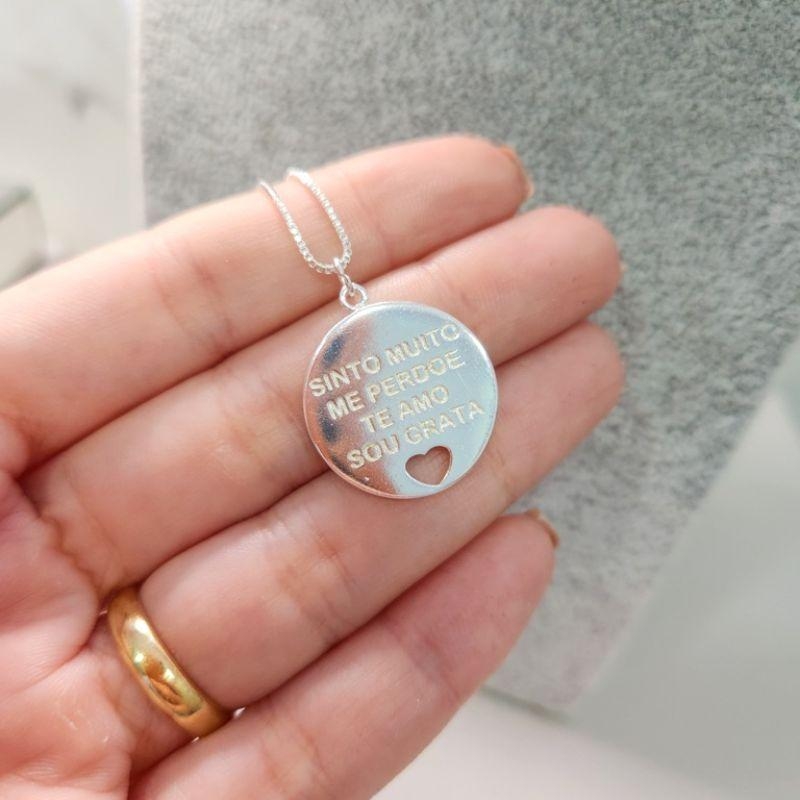 SINTO MUITO
ME PERDOE
TE AMO
SOU GRATA